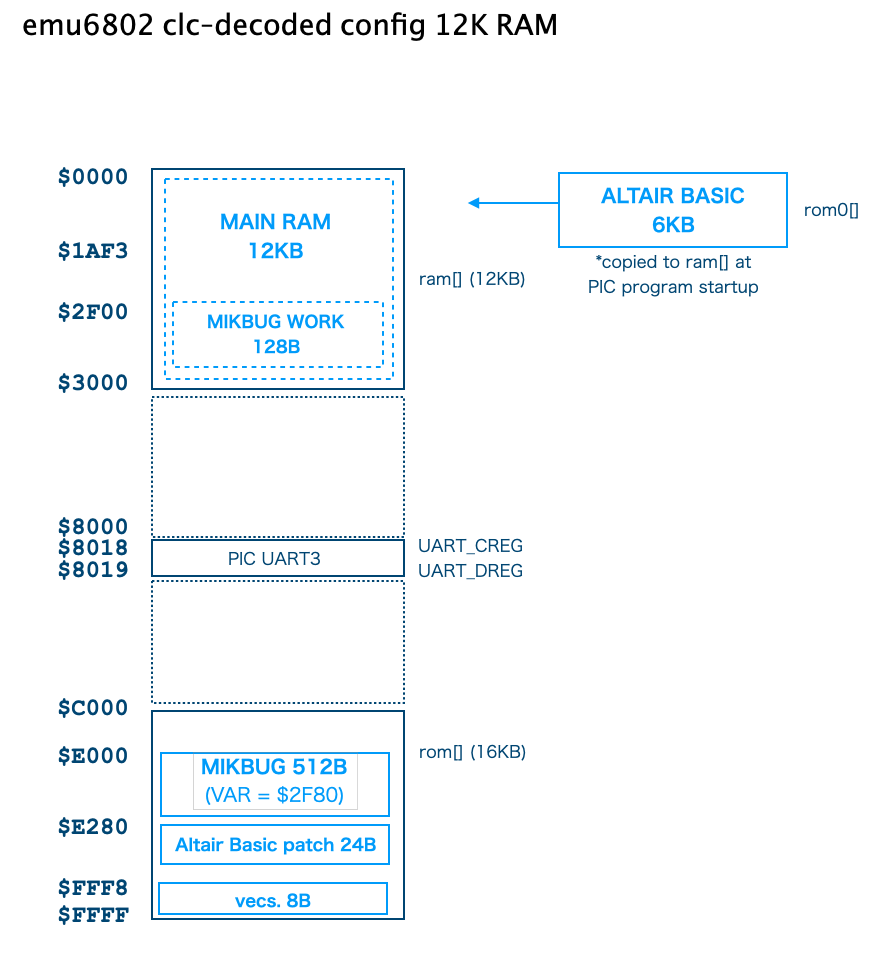 emu6802 clc-decoded config 12K RAM
$0000
MAIN RAM
12KB
ALTAIR BASIC
6KB
rom0[]
*copied to ram[] at
PIC program startup
$1AF3
ram[] (12KB)
$2F00
MIKBUG WORK
128B
$3000
$8000
$8018
$8019
PIC UART3
UART_CREG
UART_DREG
$C000
rom[] (16KB)
$E000
MIKBUG 512B
(VAR = $2F80)
$E280
Altair Basic patch 24B
$FFF8
vecs. 8B
$FFFF